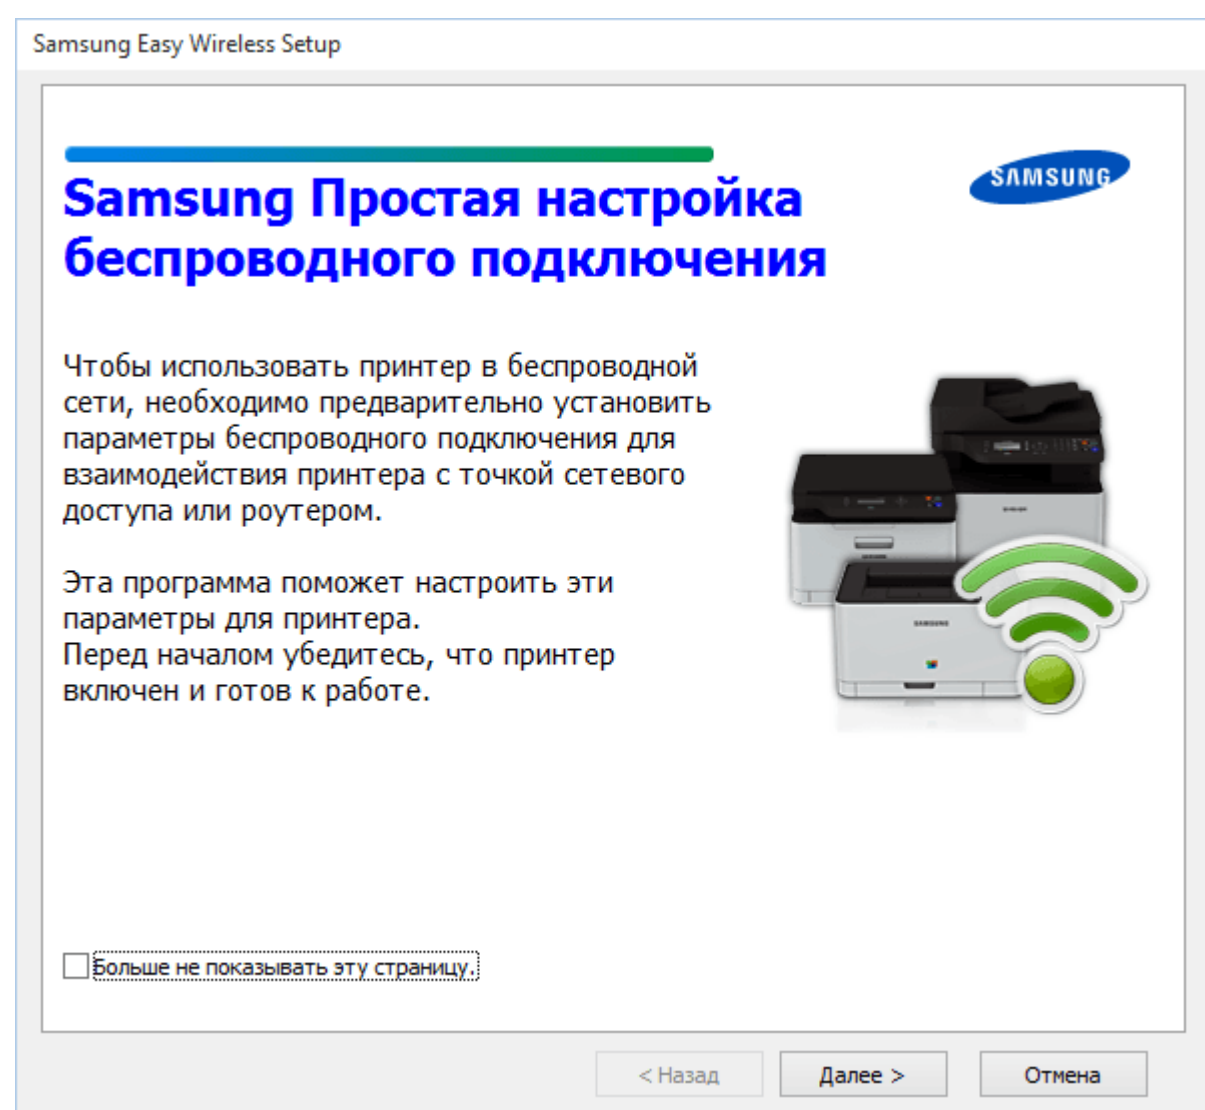 Samsung Easy Wireless Setup
SAMSUNG
Samsung Простая настройка
беспроводного подключения
Чтобы использовать принтер в беспроводной
сети, необходимо предварительно установить
параметры беспроводного подключения для
взаимодействия принтера с точкой сетевого
доступа или роутером.
Эта программа поможет настроить эти
параметры для принтера.
Перед началом убедитесь, что принтер
включен и готов к работе.
SAMSUNG
Больше не показывать эту страницу.
< Назад
Далее >
Отмена